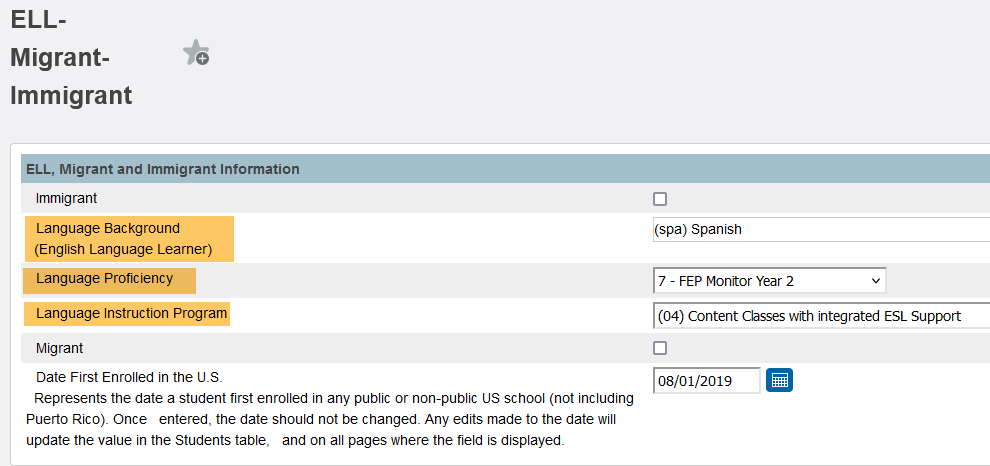 ELL-
Migrant-
Immigrant
ELL, Migrant and Immigrant Information
Immigrant
Language Background
(English Language Learner)
(spa) Spanish
Language Proficiency
7 - FEP Monitor Year 2
Language Instruction Program
(04) Content Classes with integrated ESL Support
Migrant
Date First Enrolled in the U.S.
08/01/2019
Represents the date a student first enrolled in any public or non-public US school (not including
Puerto Rico). Once entered, the date should not be changed. Any edits made to the date will
update the value in the Students table, and on all pages where the field is displayed.